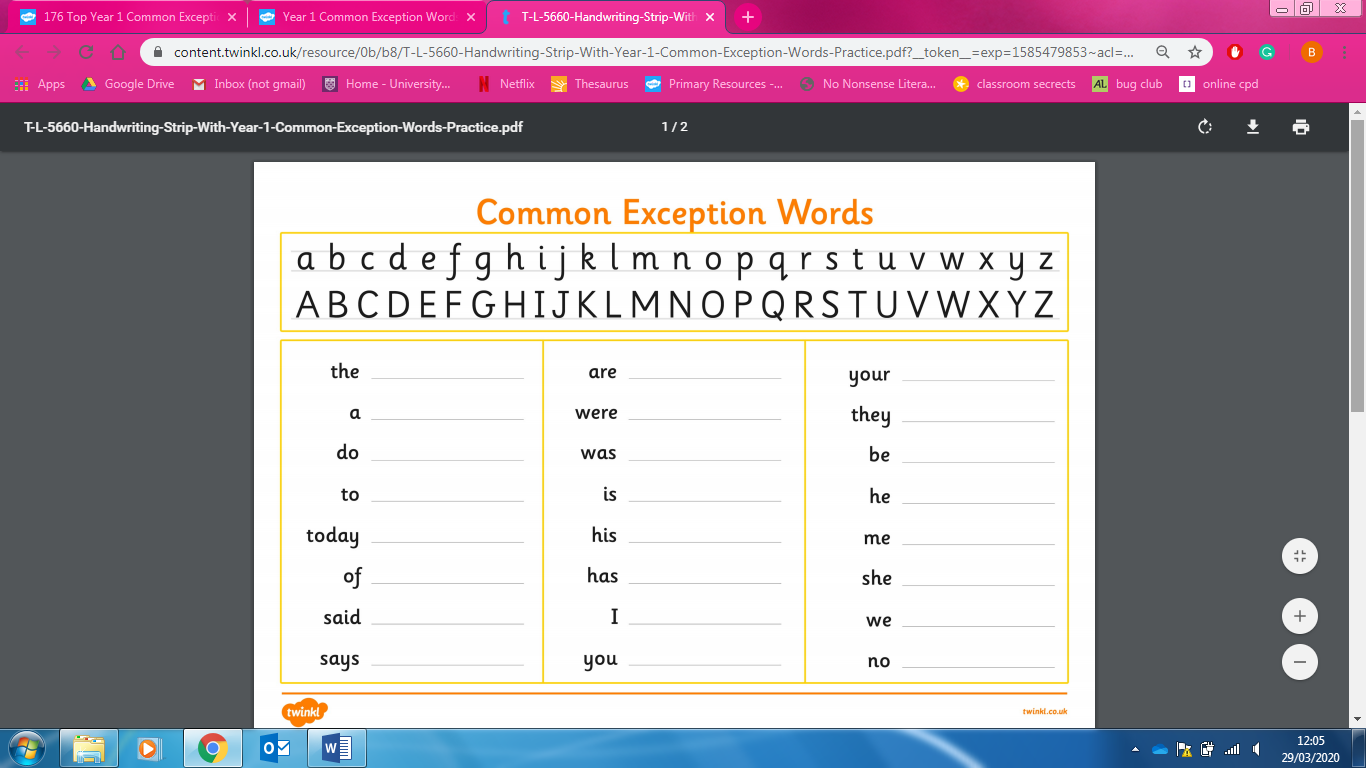 176 Top Year 1 Common Excepti
Year 1 Common Exception Words
T-L-5660-Handwriting-Strip-With
content.twinkl.co.uk/resource/0b/b8/T-L-5660-Handwriting-Strip-With-Year-1-Common-Exception-Words-Practice.pdf?__token__=exp=1585479853~acl=...
B
Apps Google Drive Inbox (not gmail) Home - University... Netflix Thesaurus Primary Resources -... No Nonsense Litera... classroom secrects AL bug club online cpd
T-L-5660-Handwriting-Strip-With-Year-1-Common-Exception-Words-Practice.pdf 1 / 2
Common Exception Words
a b c d e f g h i j k l m n o p q r s t u v w x y z
A B C D E F G H I J K L M N O P Q R S T U V W X Y Z
the
a
do
to
today
of
said
says
are
were
was
is
his
has
I
you
your
they
be
he
me
she
we
no
twinkl
twinkl.co.uk
12:05
29/03/2020